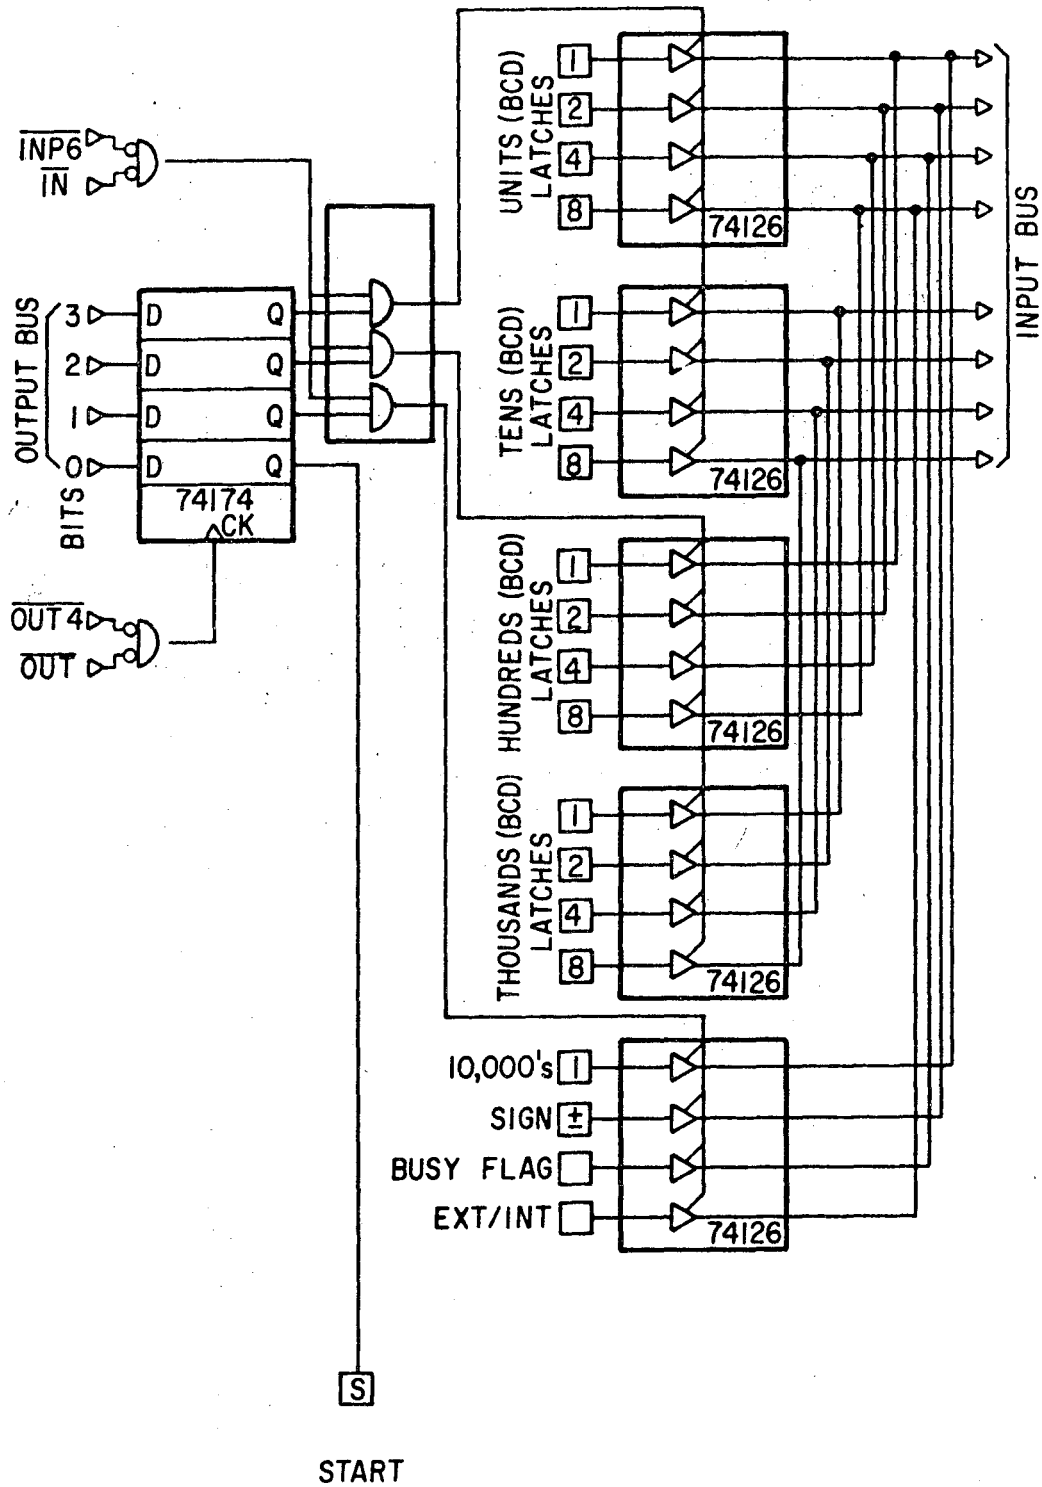 UNITS (BCD)
LATCHES
1
2
4
8
74126
INP6
IN
OUTPUT BUS
BITS
3
2
1
0
D
Q
D
Q
D
Q
D
Q
74174
CK
OUT 4
OUT
TENS (BCD)
LATCHES
1
2
4
8
74126
INPUT BUS
HUNDREDS (BCD)
LATCHES
1
2
4
8
74126
THOUSANDS (BCD)
LATCHES
1
2
4
8
74126
10,000's 1
SIGN ±
BUSY FLAG
EXT/INT
74126
S
START